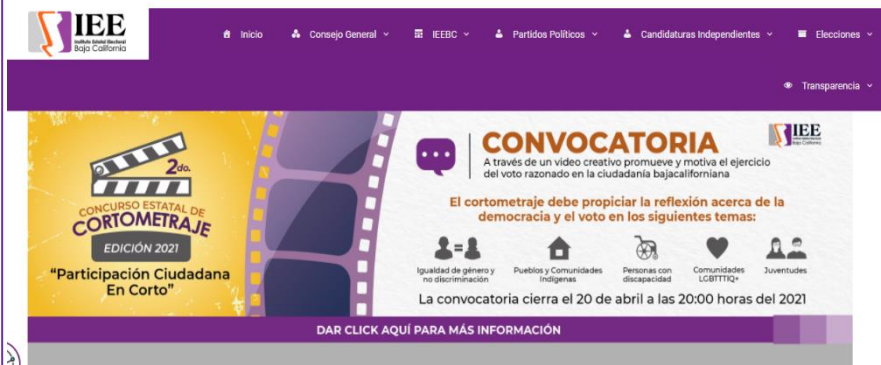 IEE
Instituto Estatal Electoral
Baja California
Inicio
Consejo General
IEEBC
Partidos Políticos
Candidaturas Independientes
Elecciones
Transparencia
2do.
CONCURSO ESTATAL DE
CORTOMETRAJE
EDICIÓN 2021
“Participación Ciudadana
En Corto”
CONVOCATORIA
A través de un video creativo promueve y motiva el ejercicio
del voto razonado en la ciudadanía bajacaliforniana
IEE
Baja California
El cortometraje debe propiciar la reflexión acerca de la
democracia y el voto en los siguientes temas:
Igualdad de género y
no discriminación
Pueblos y Comunidades
Indígenas
Personas con
discapacidad
Comunidades
LGBTTTIQ+
Juventudes
La convocatoria cierra el 20 de abril a las 20:00 horas del 2021
DAR CLICK AQUÍ PARA MÁS INFORMACIÓN